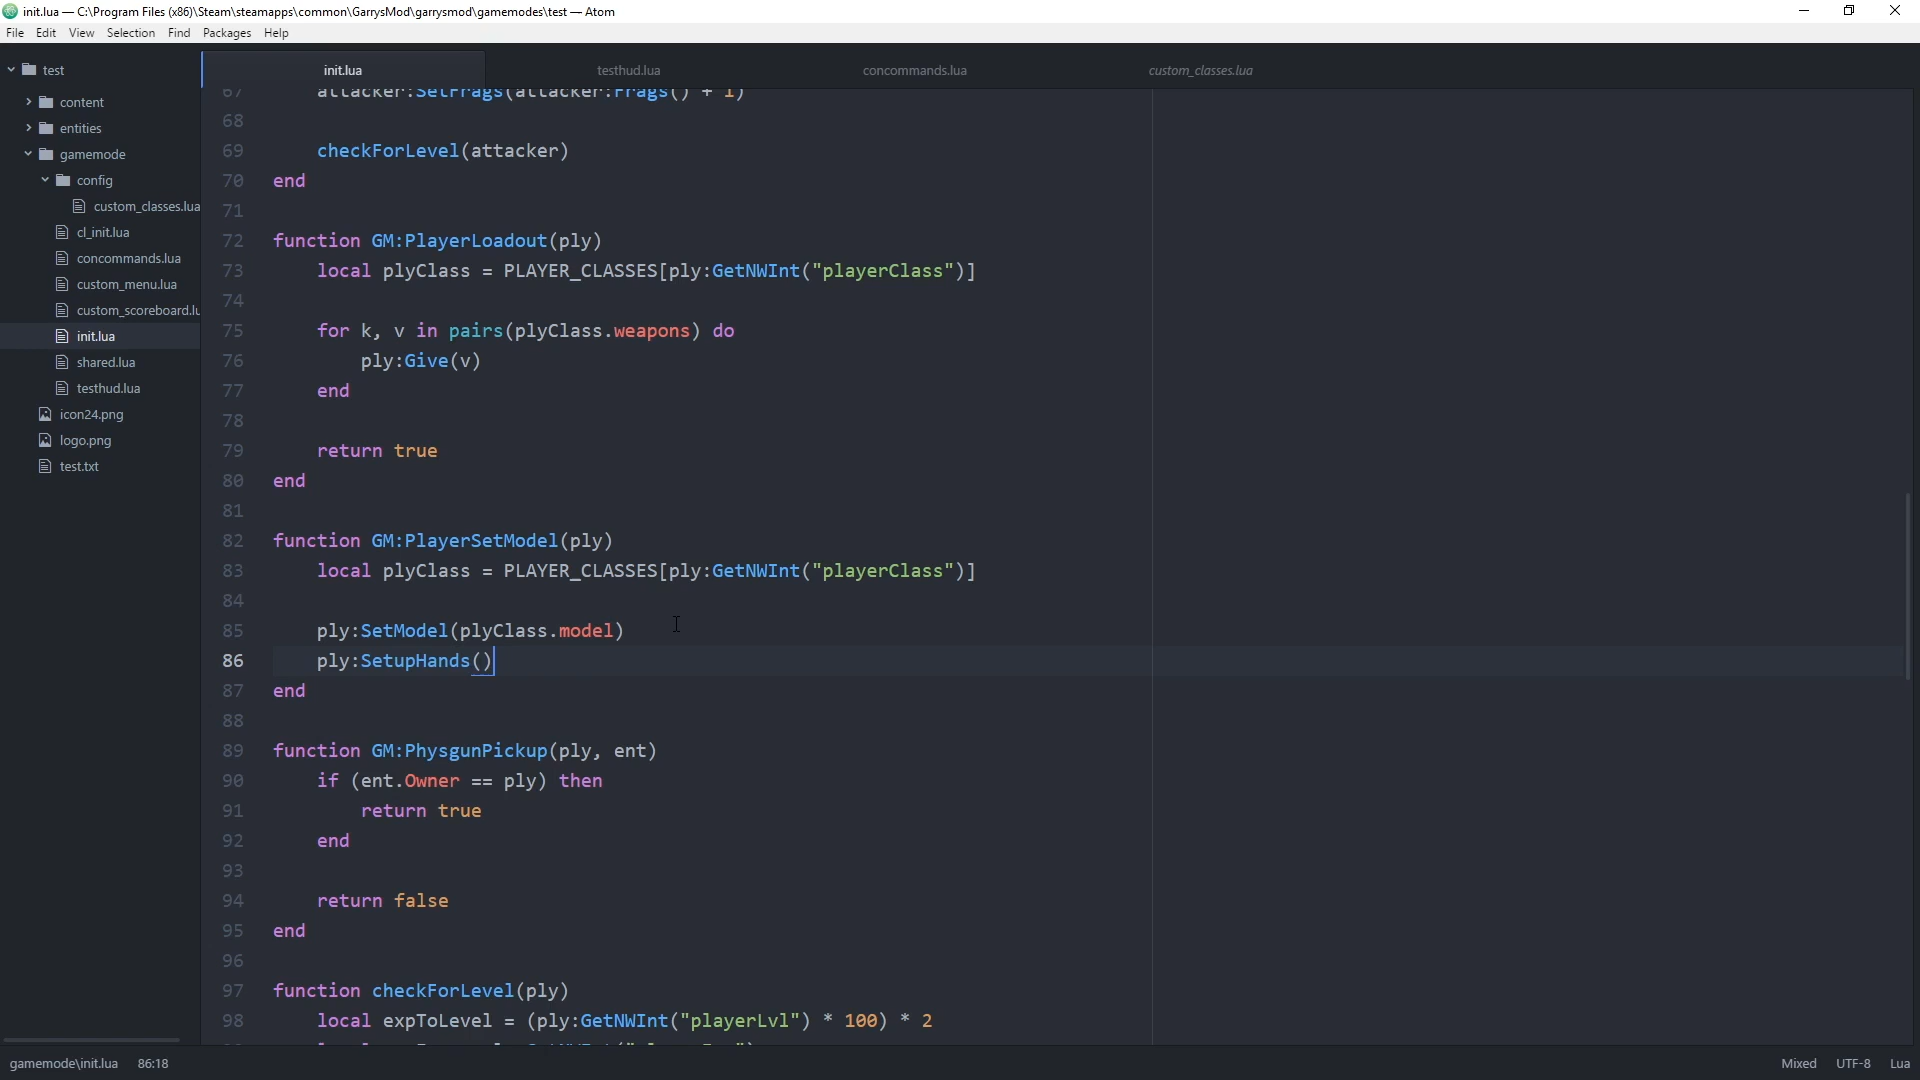 init.lua — C:\Program Files (x86)\Steam\steamapps\common\GarrysMod\garrysmod\gamemodes\test — Atom
File Edit View Selection Find Packages Help
test
content
entities
gamemode
config
custom_classes.lua
cl_init.lua
concommands.lua
custom_menu.lua
custom_scoreboard.lu
init.lua
shared.lua
testhud.lua
icon24.png
logo.png
test.txt
init.lua testhud.lua concommands.lua custom_classes.lua
67 attacker:SetFrags(attacker:Frags() + 1)
68
69 checkForLevel(attacker)
70 end
71
72 function GM:PlayerLoadout(ply)
73 local plyClass = PLAYER_CLASSES[ply:GetNWInt("playerClass")]
74
75 for k, v in pairs(plyClass.weapons) do
76 ply:Give(v)
77 end
78
79 return true
80 end
81
82 function GM:PlayerSetModel(ply)
83 local plyClass = PLAYER_CLASSES[ply:GetNWInt("playerClass")]
84
85 ply:SetModel(plyClass.model)
86 ply:SetupHands()
87 end
88
89 function GM:PhysgunPickup(ply, ent)
90 if (ent.Owner == ply) then
91 return true
92 end
93
94 return false
95 end
96
97 function checkForLevel(ply)
98 local expToLevel = (ply:GetNWInt("playerLvl") * 100) * 2
gamemode\init.lua 86:18 Mixed UTF-8 Lua